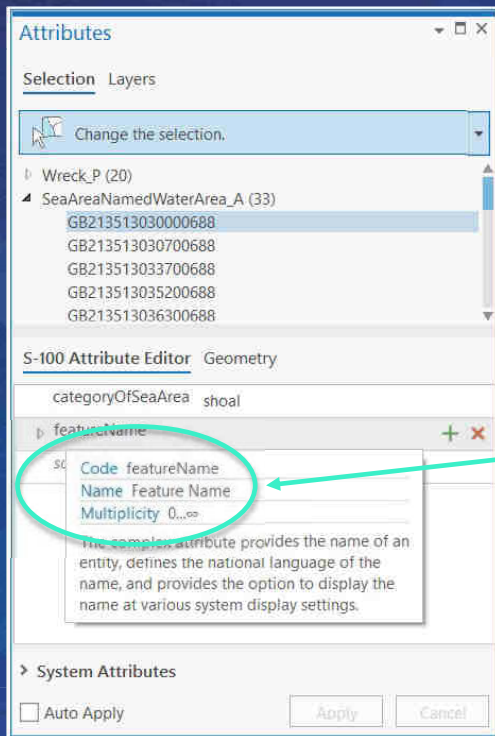 Attributes
Selection Layers
Change the selection.
Wreck_P (20)
SeaAreaNamedWaterArea_A (33)
GB213513030000688
GB213513030700688
GB213513033700688
GB213513035200688
GB213513036300688
S-100 Attribute Editor Geometry
categoryOfSeaArea shoal
featureName
Code featureName
Name Feature Name
Multiplicity 0...∞
The complex attribute provides the name of an
entity, defines the national language of the
name, and provides the option to display the
name at various system display settings.
System Attributes
Auto Apply Apply Cancel